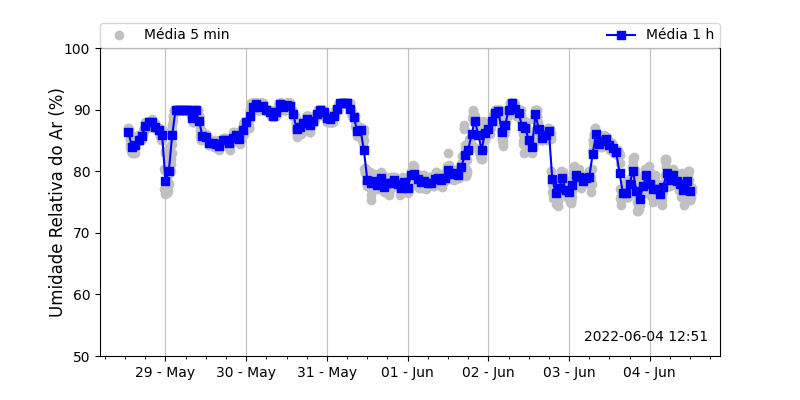 Média 5 min
Média 1 h
Umidade Relativa do Ar (%)
100
90
80
70
60
50
2022-06-04 12:51
29 - May
30 - May
31 - May
01 - Jun
02 - Jun
03 - Jun
04 - Jun